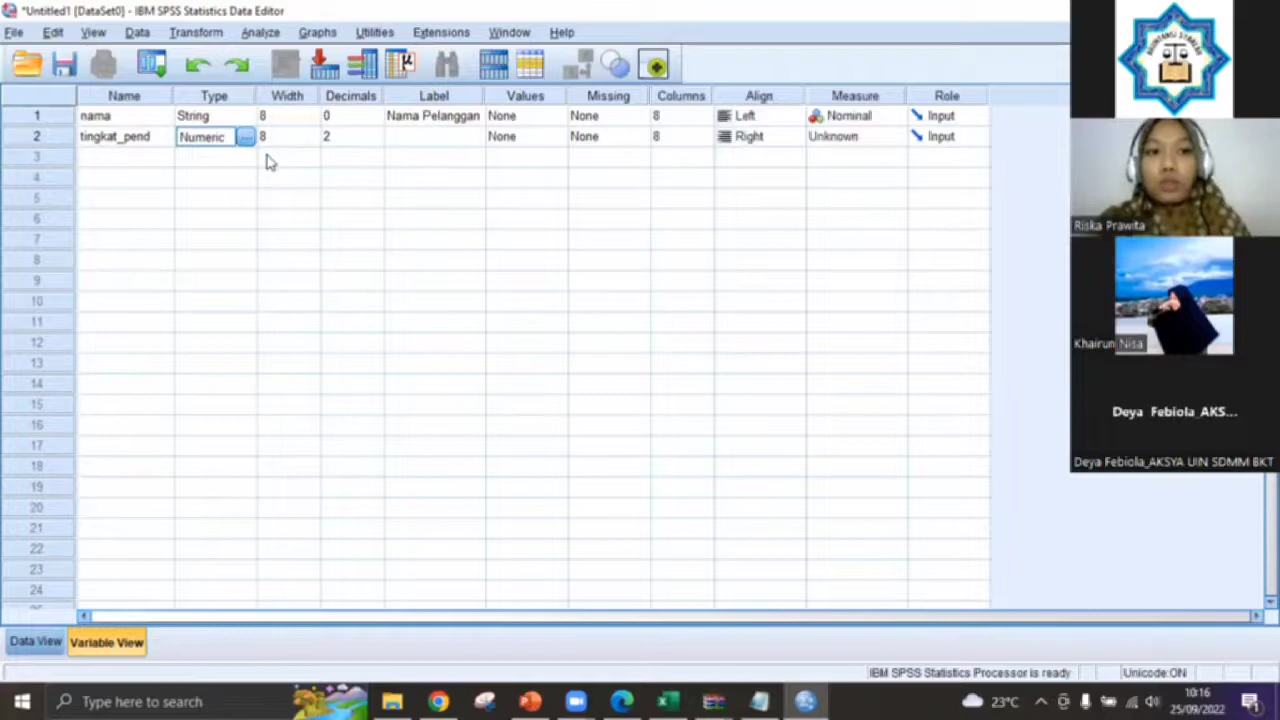 *Untitled1 [DataSet0] - IBM SPSS Statistics Data Editor
File Edit View Data Transform Analyze Graphs Utilities Extensions Window Help
Name Type Width Decimals Label Values Missing Columns Align Measure Role
1 nama String 8 0 Nama Pelanggan None None 8 Left Nominal Input
2 tingkat_pend Numeric ... 8 2 None None 8 Right Unknown Input
3
4
5
6
7
8
9
10
11
12
13
14
15
16
17
18
19
20
21
22
23
24
Data View Variable View
IBM SPSS Statistics Processor is ready Unicode:ON
Type here to search
23°C
10:16
25/09/2022
AKUNTANSI SYARIAH
Riska Prawita
Khairun Nisa
Deya Febiola_AKS...
Deya Febiola_AKSYA UIN SDMM BKT